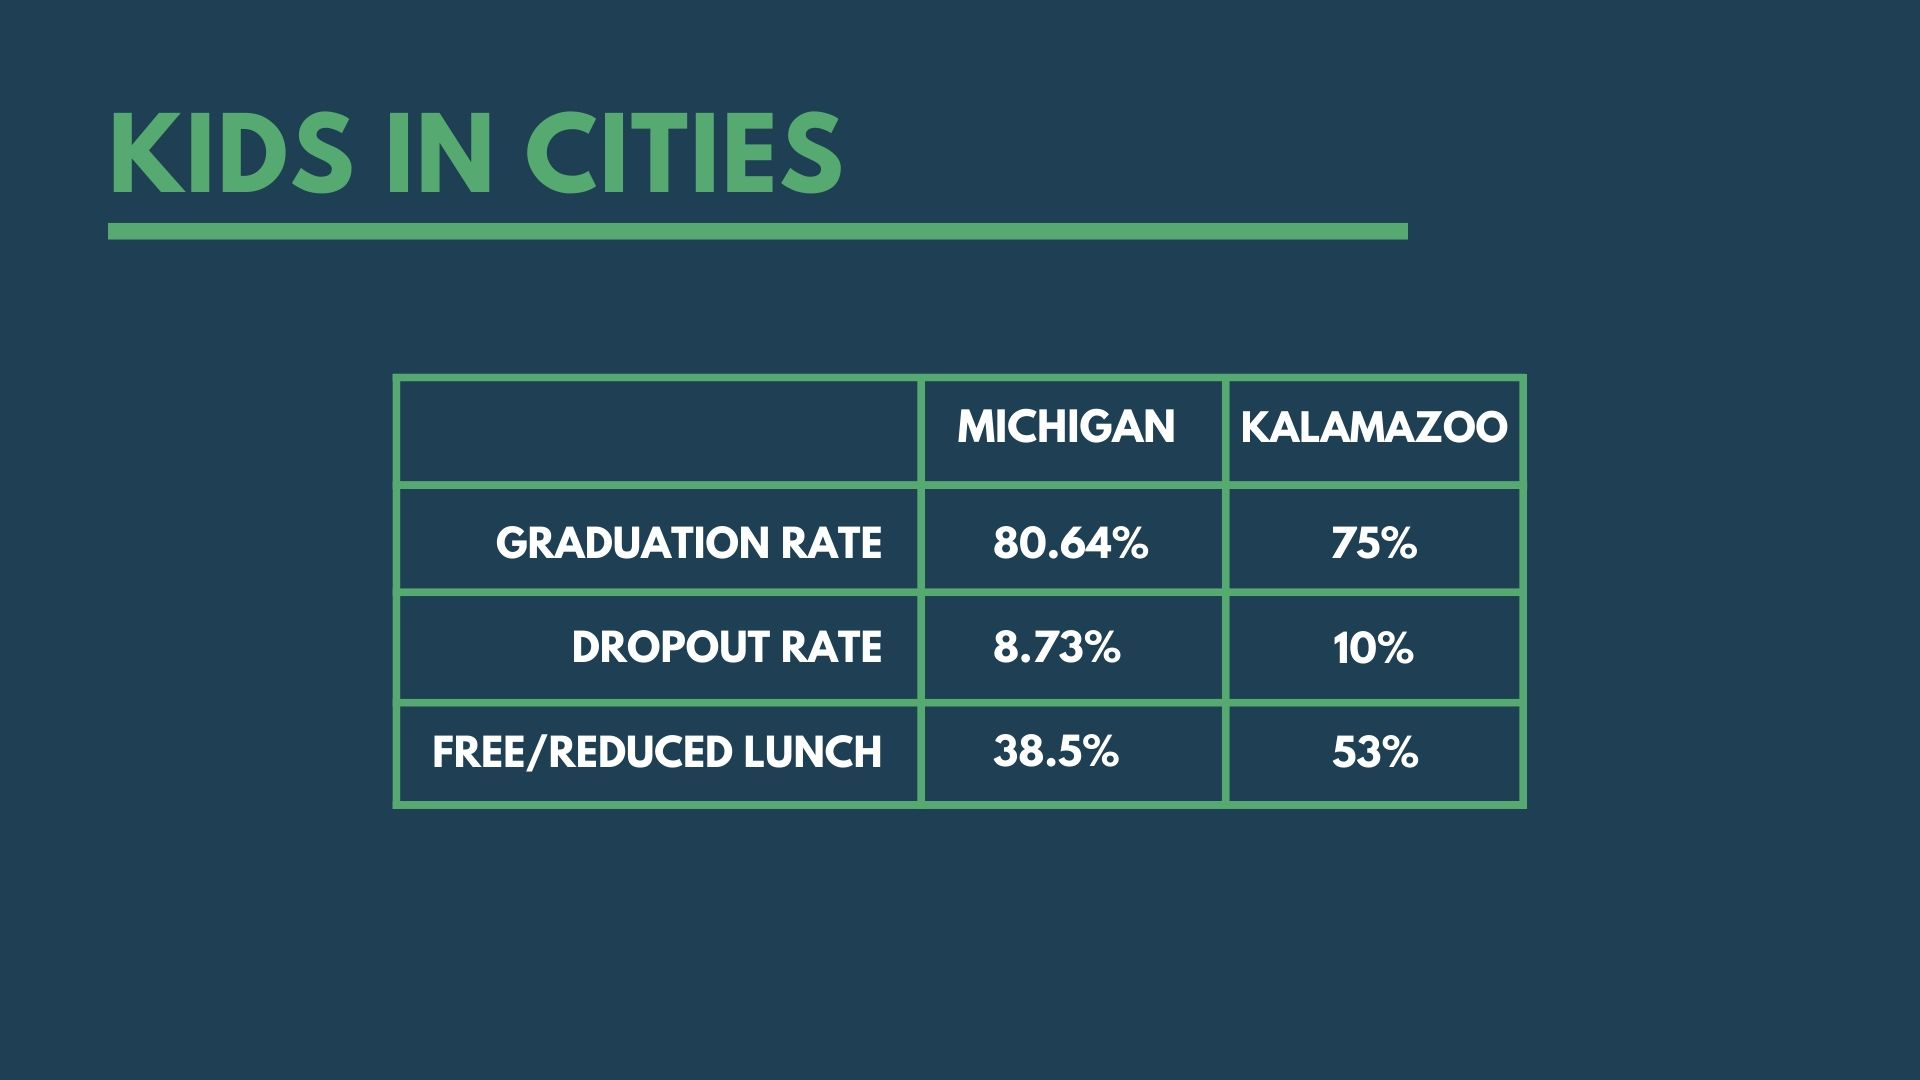 KIDS IN CITIES
MICHIGAN KALAMAZOO
GRADUATION RATE 80.64% 75%
DROPOUT RATE 8.73% 10%
FREE/REDUCED LUNCH 38.5% 53%